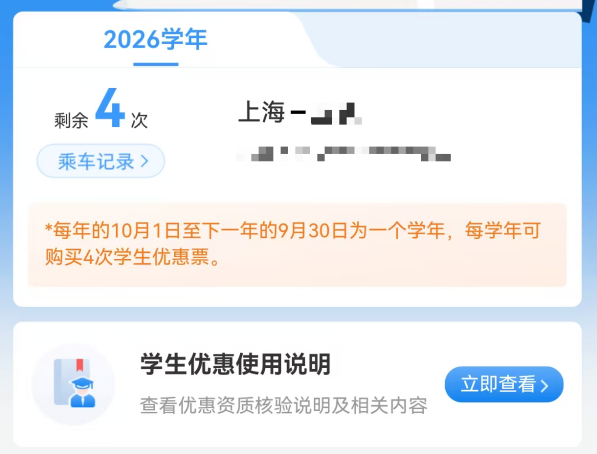 2026学年
剩余4次
上海
乘车记录
*每年的10月1日至下一年的9月30日为一个学年，每学年可
购买4次学生优惠票。
学生优惠使用说明
立即查看
查看优惠资质核验说明及相关内容